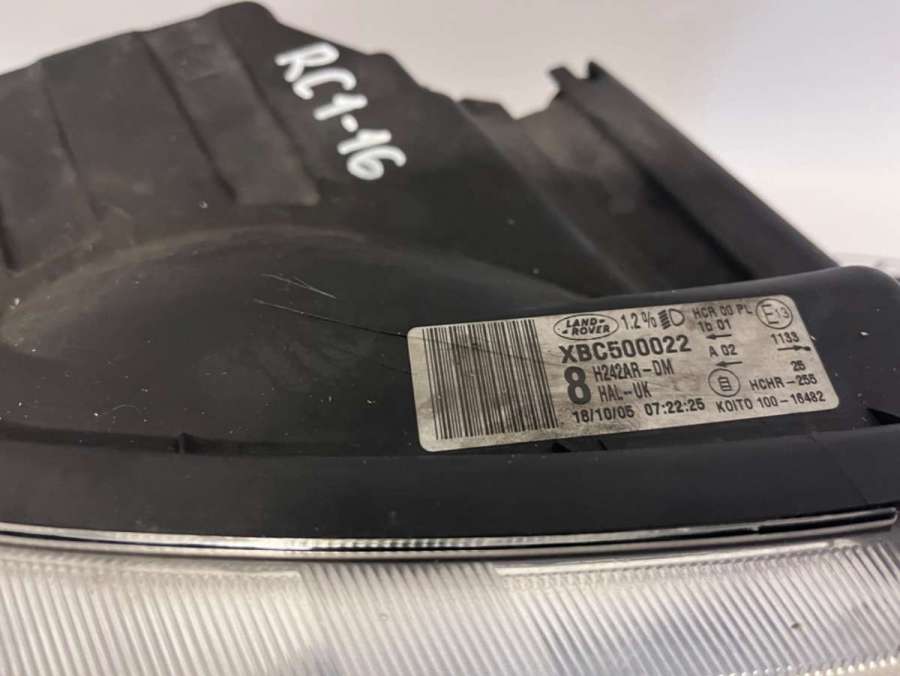 RC1-16
LAND ROVER 1.2% HCR 00 PL E13
1b 01
XBC500022 1133
8 H242AR-DM A 02 25
HAL-UK HCHR-255
18/10/05 07:22:25 KOITO 100-16482